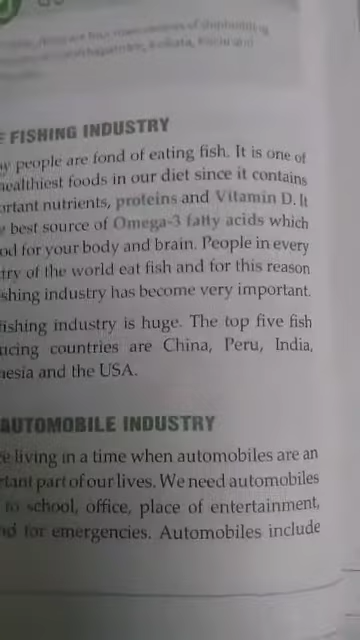 FISHING INDUSTRY
people are fond of eating fish. It is one of
healthiest foods in our diet since it contains
ortant nutrients, proteins and Vitamin D. It
best source of Omega-3 fatty acids which
od for your body and brain. People in every
try of the world eat fish and for this reason
shing industry has become very important.
fishing industry is huge. The top five fish
ucing countries are China, Peru, India,
nesia and the USA.
AUTOMOBILE INDUSTRY
e living in a time when automobiles are an
rtant part of our lives. We need automobiles
to school, office, place of entertainment,
nd for emergencies. Automobiles include